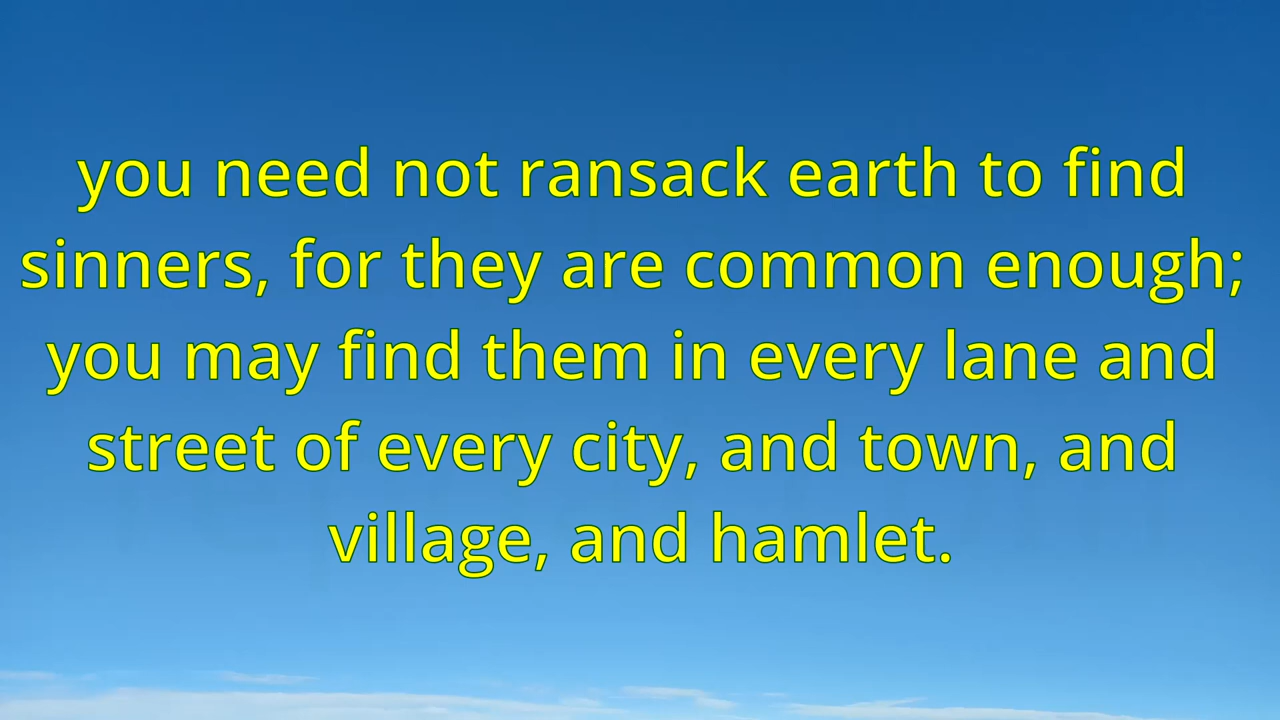 you need not ransack earth to find
sinners, for they are common enough;
you may find them in every lane and
street of every city, and town, and
village, and hamlet.